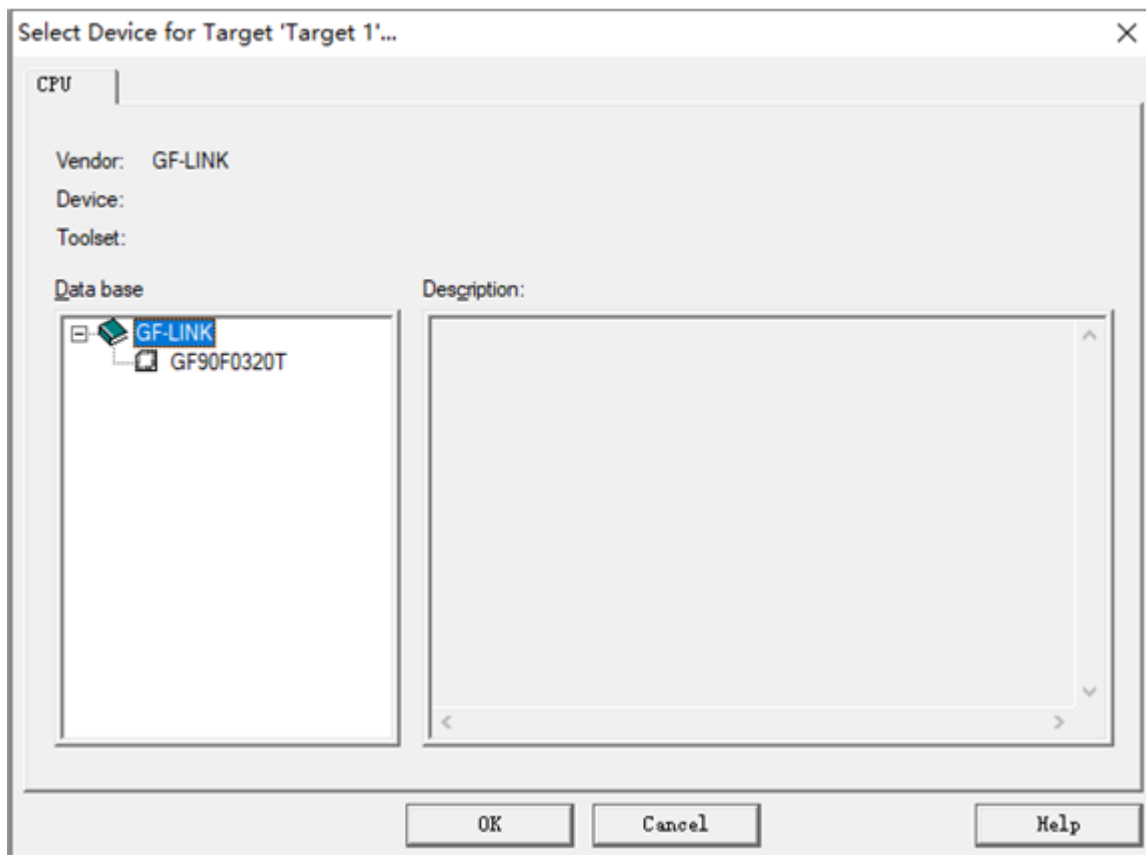 Select Device for Target 'Target 1'...
CPU
Vendor: GF-LINK
Device:
Toolset:
Data base
Description:
GF-LINK
GF90F0320T
OK
Cancel
Help